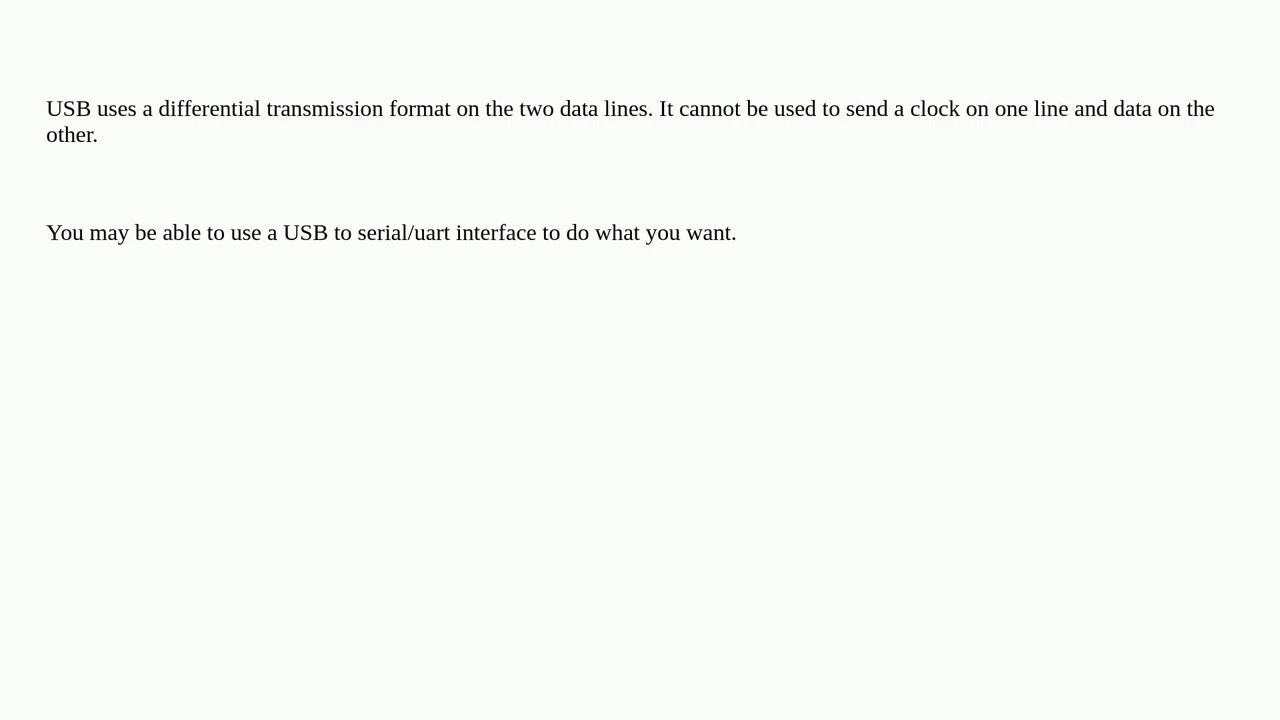 USB uses a differential transmission format on the two data lines. It cannot be used to send a clock on one line and data on the
other.
You may be able to use a USB to serial/uart interface to do what you want.